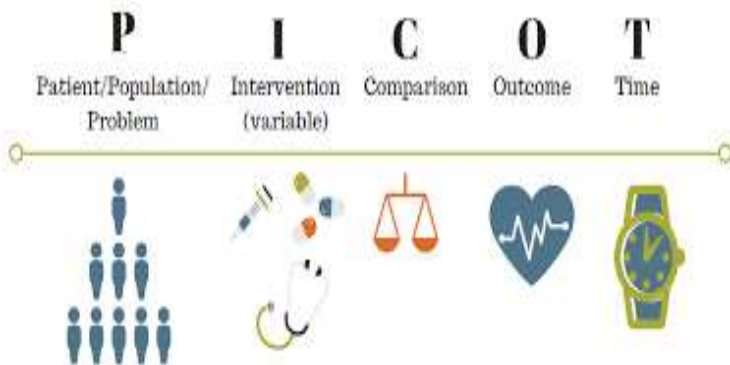 P I C O T
Patient/Population/ Intervention Comparison Outcome Time
Problem (variable)